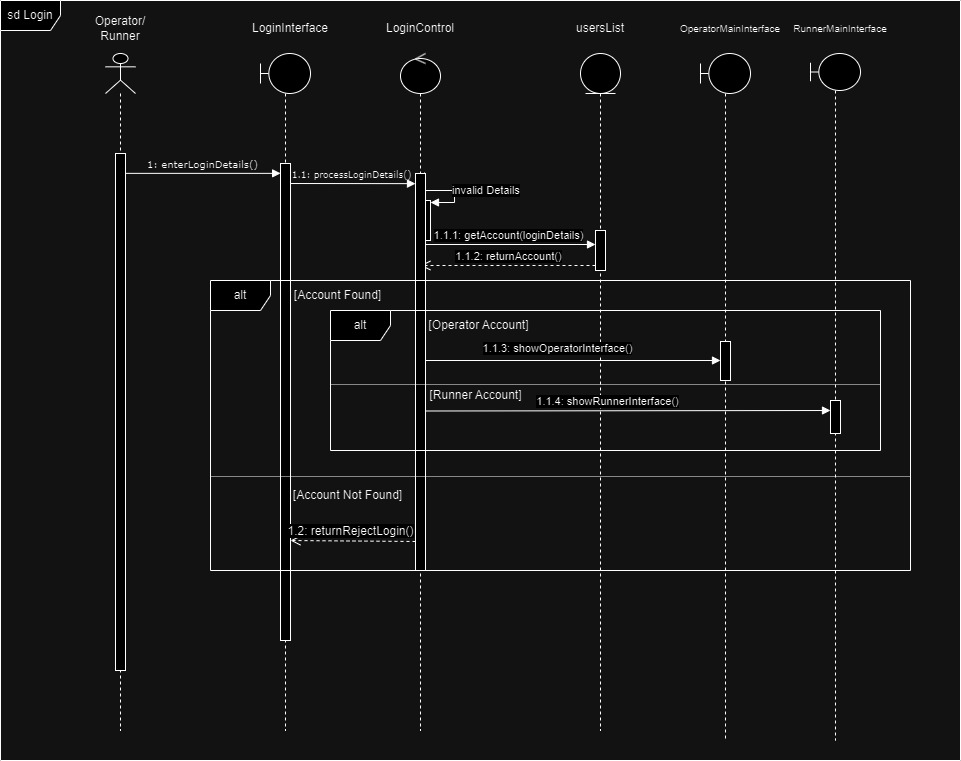 sd Login
Operator/
Runner
LoginInterface
LoginControl
usersList
OperatorMainInterface
RunnerMainInterface
1: enterLoginDetails()
1.1: processLoginDetails()
invalid Details
1.1.1: getAccount(loginDetails)
1.1.2: returnAccount()
alt
[Account Found]
alt
[Operator Account]
1.1.3: showOperatorInterface()
[Runner Account]
1.1.4: showRunnerInterface()
[Account Not Found]
1.2: returnRejectLogin()